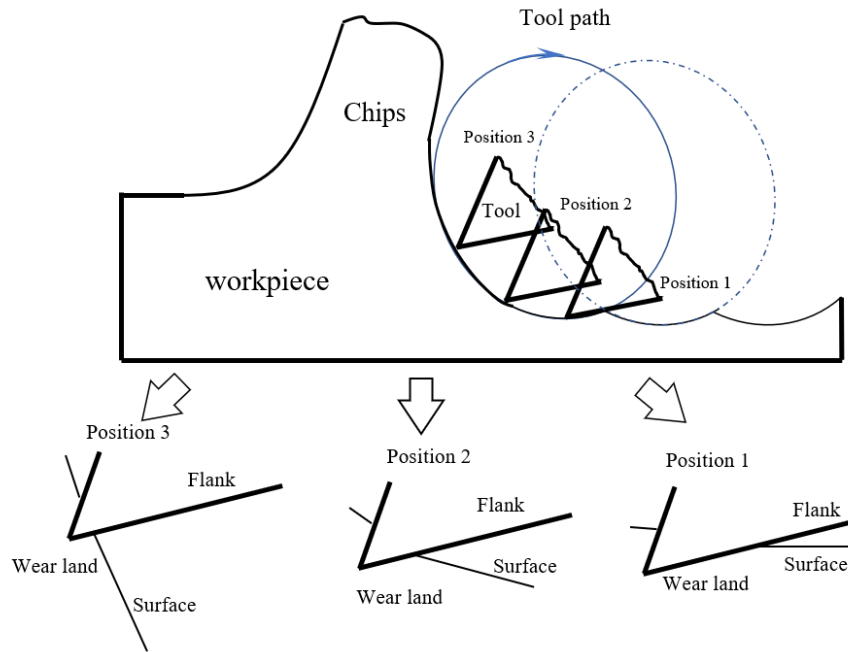 Tool path
Chips
Position 3
Tool
Position 2
Position 1
workpiece
Position 3
Flank
Wear land
Surface
Position 2
Flank
Surface
Wear land
Position 1
Flank
Surface
Wear land